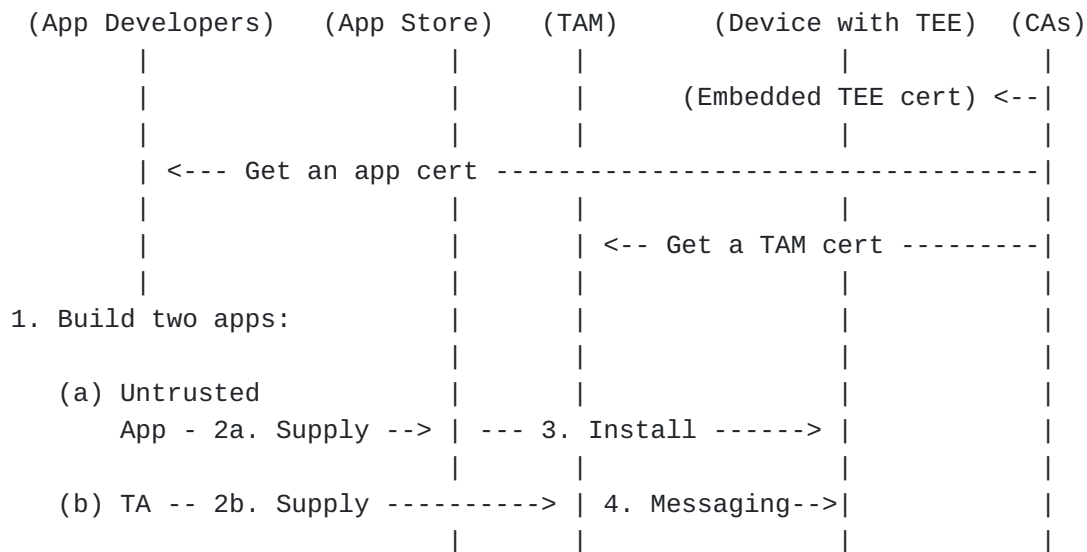 (App Developers)   (App Store)   (TAM)      (Device with TEE)  (CAs)
        |                   |       |                |            |
        |                   |       |      (Embedded TEE cert) <--|
        |                   |       |                |            |
        | <--- Get an app cert -----------------------------------|
        |                   |       |                |            |
        |                   |       | <-- Get a TAM cert ---------|
        |                   |       |                |            |
1. Build two apps:          |       |                |            |
                            |       |                |            |
   (a) Untrusted            |       |                |            |
       App - 2a. Supply --> | --- 3. Install ------> |            |
                            |       |                |            |
   (b) TA -- 2b. Supply ----------> | 4. Messaging-->|            |
                            |       |                |            |